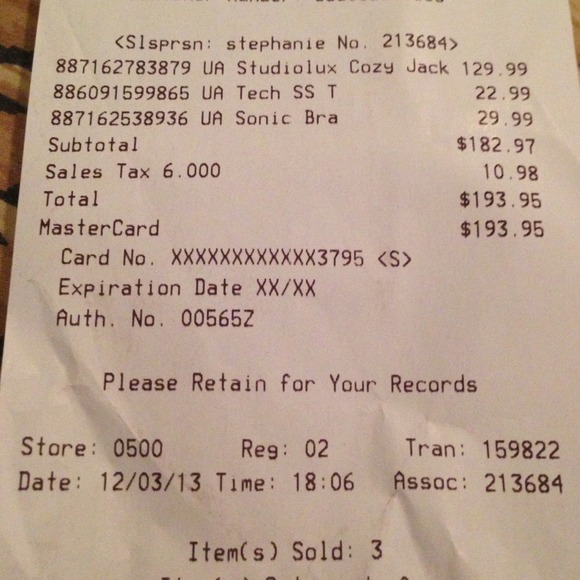 <Slsprsn: stephanie No. 213684>
887162783879 UA Studiolux Cozy Jack 129.99
886091599865 UA Tech SS T 22.99
887162538936 UA Sonic Bra 29.99
Subtotal $182.97
Sales Tax 6.000 10.98
Total $193.95
MasterCard $193.95
Card No. XXXXXXXXXXXX3795 <S>
Expiration Date XX/XX
Auth. No. 00565Z
Please Retain for Your Records
Store: 0500 Reg: 02 Tran: 159822
Date: 12/03/13 Time: 18:06 Assoc: 213684
Item(s) Sold: 3